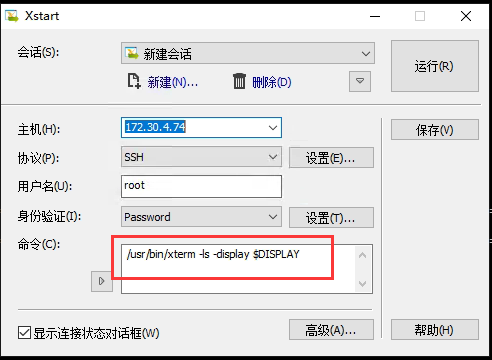 Xstart
会话(S):
新建会话
运行(R)
新建(N)...
删除(D)
主机(H):
172.30.4.74
保存(V)
协议(P):
SSH
设置(E)...
用户名(U):
root
身份验证(I):
Password
设置(T)...
命令(C):
/usr/bin/xterm -ls -display $DISPLAY
显示连接状态对话框(W)
高级(A)...
帮助(H)